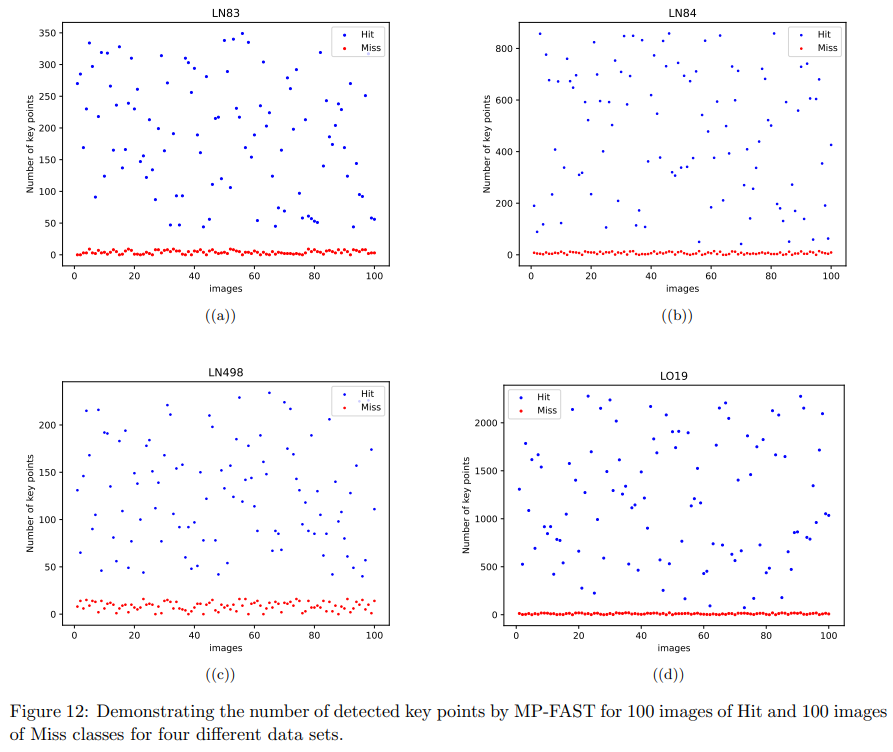 LN83
Number of key points
350
300
250
200
150
100
50
0
Hit
Miss
0 20 40 60 80 100
images
((a))
LN84
Number of key points
800
600
400
200
0
Hit
Miss
0 20 40 60 80 100
images
((b))
LN498
Number of key points
200
150
100
50
0
Hit
Miss
0 20 40 60 80 100
images
((c))
LO19
Number of key points
2000
1500
1000
500
0
Hit
Miss
0 20 40 60 80 100
images
((d))
Figure 12: Demonstrating the number of detected key points by MP-FAST for 100 images of Hit and 100 images
of Miss classes for four different data sets.